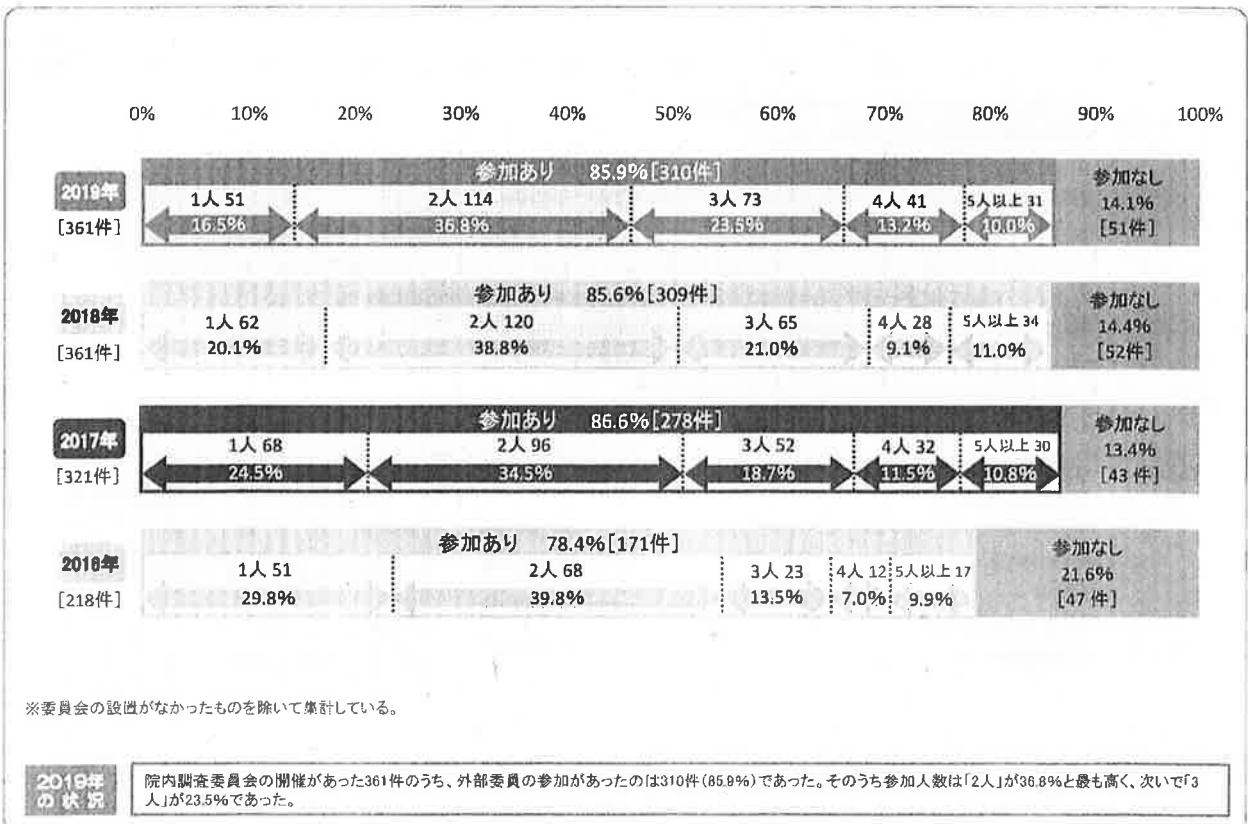 0% 10% 20% 30% 40% 50% 60% 70% 80% 90% 100%
参加あり 85.9%[310件]
参加なし
2019年
1人 51 2人 114 3人 73 4人 41 5人以上 31
14.1%
[361件]
16.5% 36.8% 23.5% 13.2% 10.0%
[51件]
参加あり 85.6%[309件]
参加なし
2018年
1人 62 2人 120 3人 65 4人 28 5人以上 34
14.4%
[361件]
20.1% 38.8% 21.0% 9.1% 11.0%
[52件]
参加あり 86.6%[278件]
参加なし
2017年
1人 68 2人 96 3人 52 4人 32 5人以上 30
13.4%
[321件]
24.5% 34.5% 18.7% 11.5% 10.8%
[43 件]
参加あり 78.4%[171件]
参加なし
2016年
1人 51 2人 68 3人 23 4人 12 5人以上 17
21.6%
[218件]
29.8% 39.8% 13.5% 7.0% 9.9%
[47 件]
※委員会の設置がなかったものを除いて集計している。
2019年
の状況
院内調査委員会の開催があった361件のうち、外部委員の参加があったのは310件(85.9%)であった。そのうち参加人数は「2人」が36.8%と最も高く、次いで「3
人」が23.5%であった。